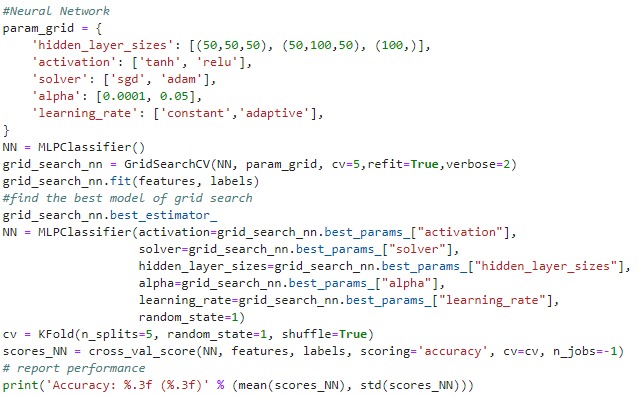 #Neural Network
param_grid = {
    'hidden_layer_sizes': [(50,50,50), (50,100,50), (100,)],
    'activation': ['tanh', 'relu'],
    'solver': ['sgd', 'adam'],
    'alpha': [0.0001, 0.05],
    'learning_rate': ['constant','adaptive'],
}
NN = MLPClassifier()
grid_search_nn = GridSearchCV(NN, param_grid, cv=5,refit=True,verbose=2)
grid_search_nn.fit(features, labels)
#find the best model of grid search
grid_search_nn.best_estimator_
NN = MLPClassifier(activation=grid_search_nn.best_params_["activation"],
                   solver=grid_search_nn.best_params_["solver"],
                   hidden_layer_sizes=grid_search_nn.best_params_["hidden_layer_sizes"],
                   alpha=grid_search_nn.best_params_["alpha"],
                   learning_rate=grid_search_nn.best_params_["learning_rate"],
                   random_state=1)
cv = KFold(n_splits=5, random_state=1, shuffle=True)
scores_NN = cross_val_score(NN, features, labels, scoring='accuracy', cv=cv, n_jobs=-1)
# report performance
print('Accuracy: %.3f (%.3f)' % (mean(scores_NN), std(scores_NN)))